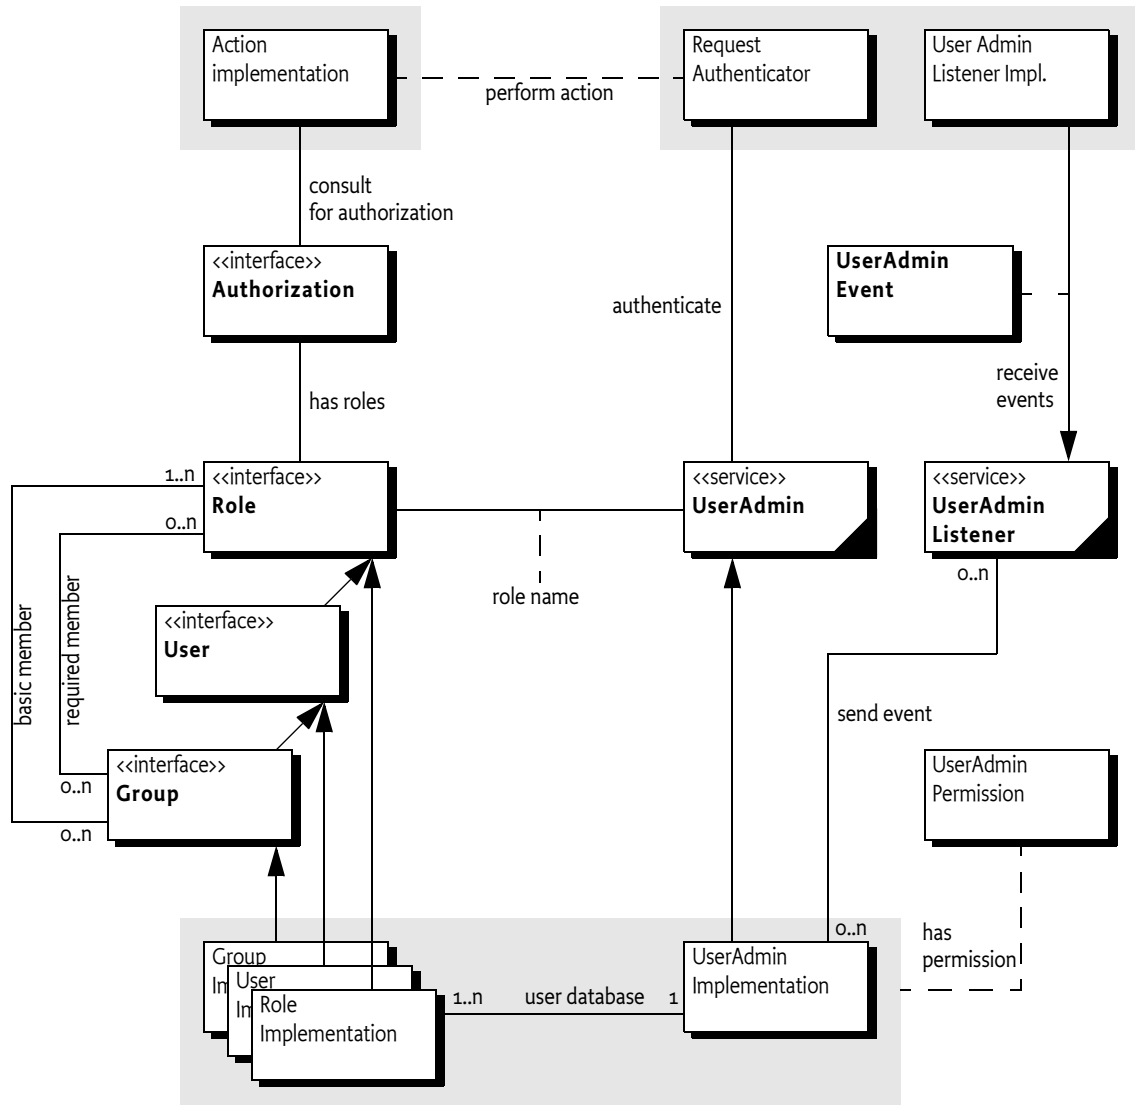 Action
implementation
Request
Authenticator
User Admin
Listener Impl.
perform action
consult
for authorization
<<interface>>
Authorization
UserAdmin
Event
authenticate
receive
events
has roles
1..n
<<interface>>
Role
0..n
<<service>>
UserAdmin
<<service>>
UserAdmin
Listener
0..n
role name
basic member
required member
<<interface>>
User
send event
<<interface>>
Group
0..n
0..n
UserAdmin
Permission
has
permission
0..n
Group
Im
User
Im
Role
Implementation
1..n
user database
1
UserAdmin
Implementation